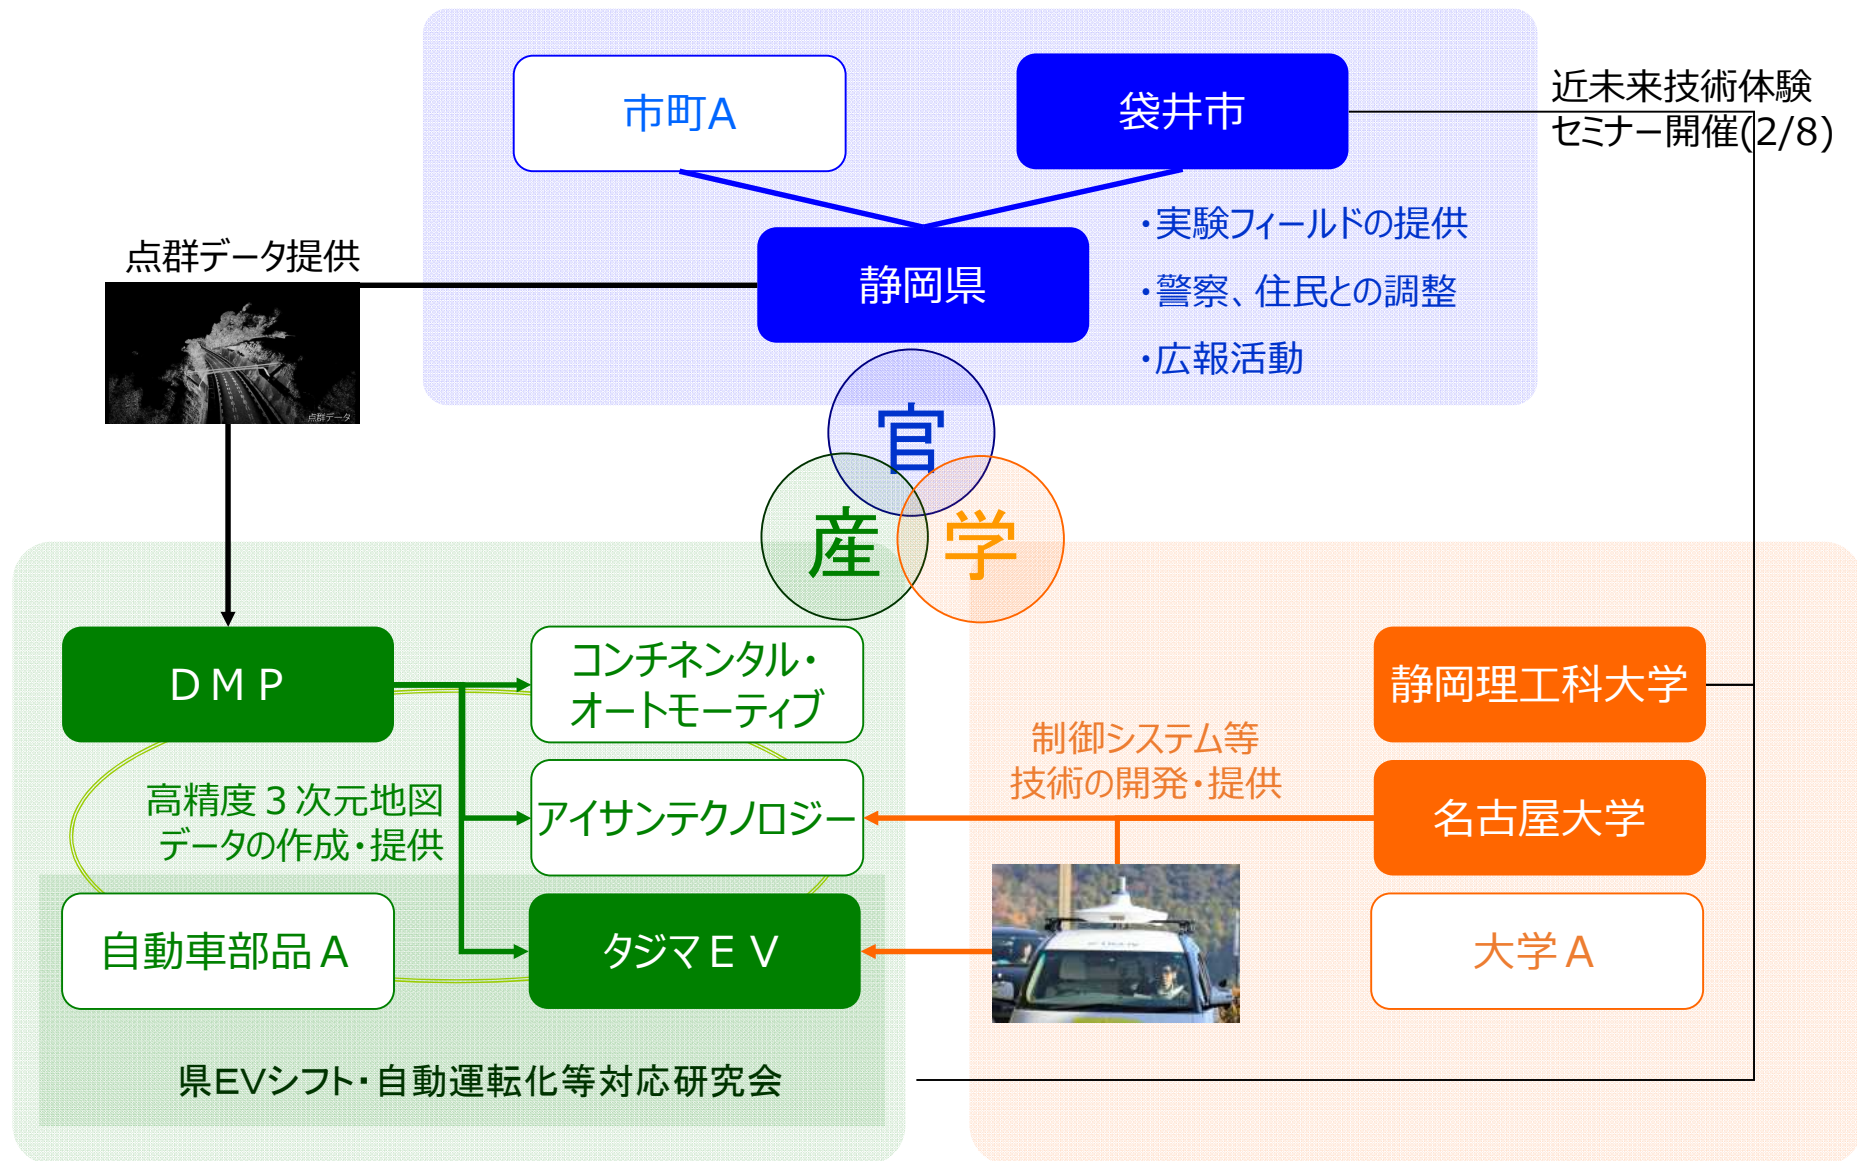 市町A
袋井市
近未来技術体験
セミナー開催(2/8)
静岡県
・実験フィールドの提供
・警察、住民との調整
・広報活動
点群データ提供
点群データ
官
産
学
ＤＭＰ
コンチネンタル・
オートモーティブ
静岡理工科大学
制御システム等
技術の開発・提供
高精度３次元地図
データの作成・提供
アイサンテクノロジー
名古屋大学
自動車部品Ａ
タジマＥＶ
大学Ａ
県EVシフト・自動運転化等対応研究会